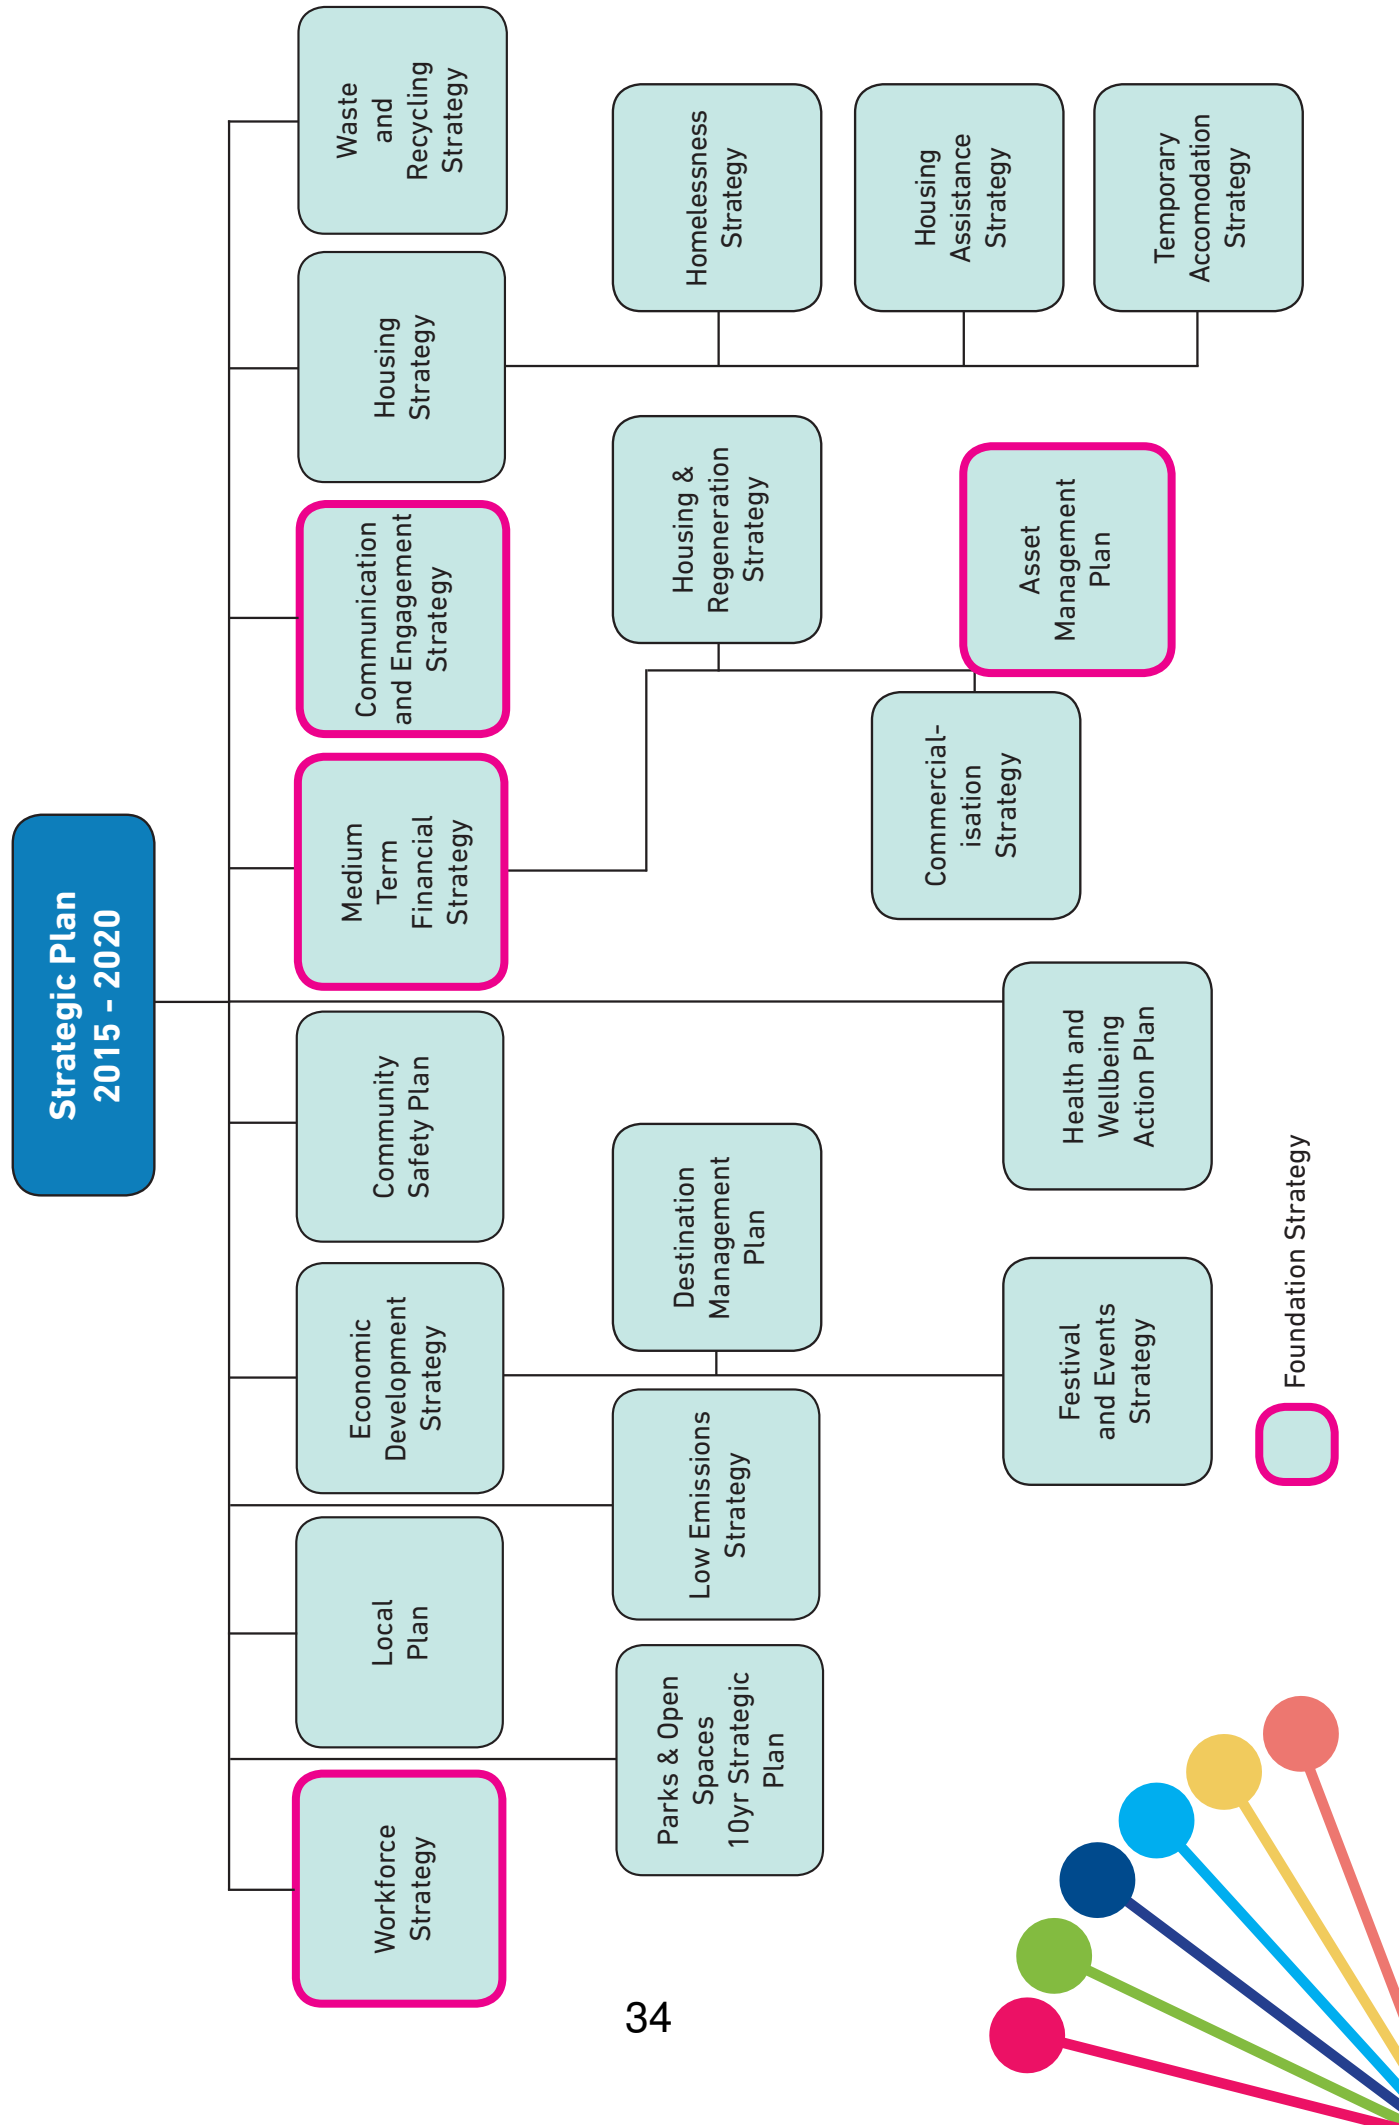 Strategic Plan
2015 - 2020
Workforce
Strategy
Local
Plan
Economic
Development
Strategy
Community
Safety Plan
Medium
Term
Financial
Strategy
Communication
and Engagement
Strategy
Housing
Strategy
Waste
and
Recycling
Strategy
Parks & Open
Spaces
10yr Strategic
Plan
Low Emissions
Strategy
Destination
Management
Plan
Housing &
Regeneration
Strategy
Homelessness
Strategy
Commercial-
isation
Strategy
Housing
Assistance
Strategy
Festival
and Events
Strategy
Health and
Wellbeing
Action Plan
Asset
Management
Plan
Temporary
Accomodation
Strategy
Foundation Strategy
34